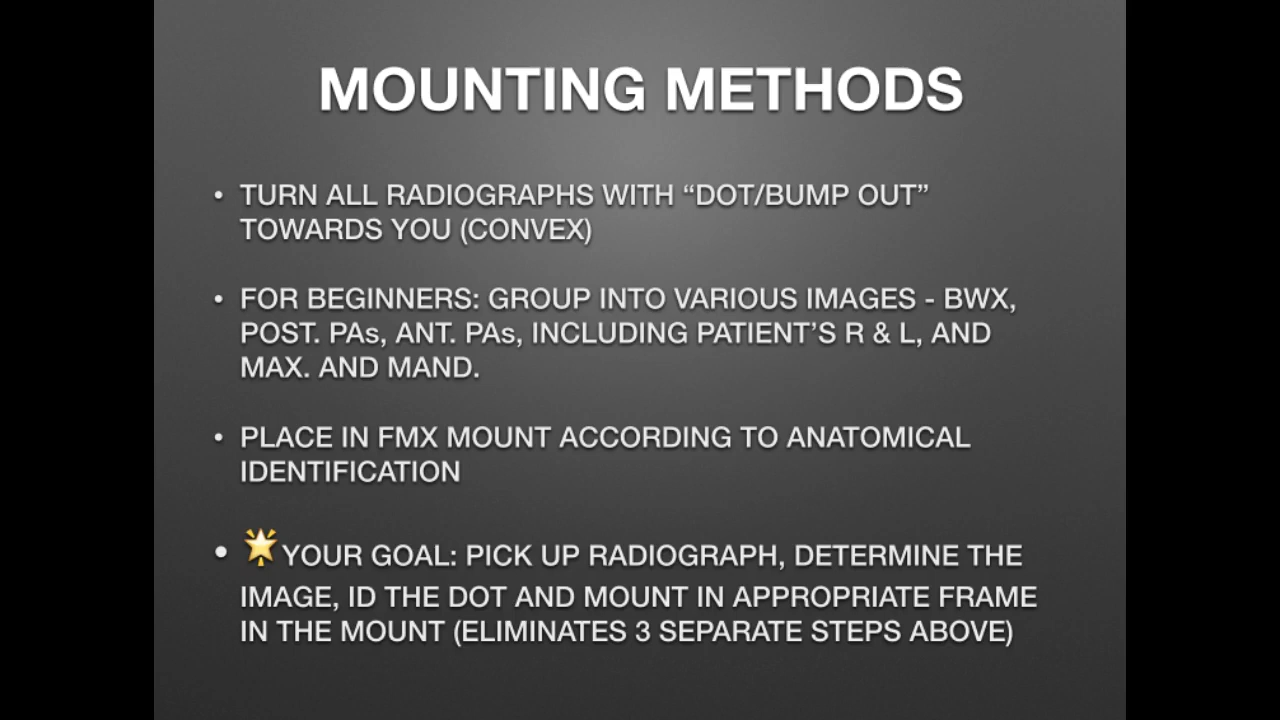 MOUNTING METHODS
• TURN ALL RADIOGRAPHS WITH “DOT/BUMP OUT”
TOWARDS YOU (CONVEX)
• FOR BEGINNERS: GROUP INTO VARIOUS IMAGES - BWX,
POST. PAs, ANT. PAs, INCLUDING PATIENT’S R & L, AND
MAX. AND MAND.
• PLACE IN FMX MOUNT ACCORDING TO ANATOMICAL
IDENTIFICATION
• 🌟YOUR GOAL: PICK UP RADIOGRAPH, DETERMINE THE
IMAGE, ID THE DOT AND MOUNT IN APPROPRIATE FRAME
IN THE MOUNT (ELIMINATES 3 SEPARATE STEPS ABOVE)